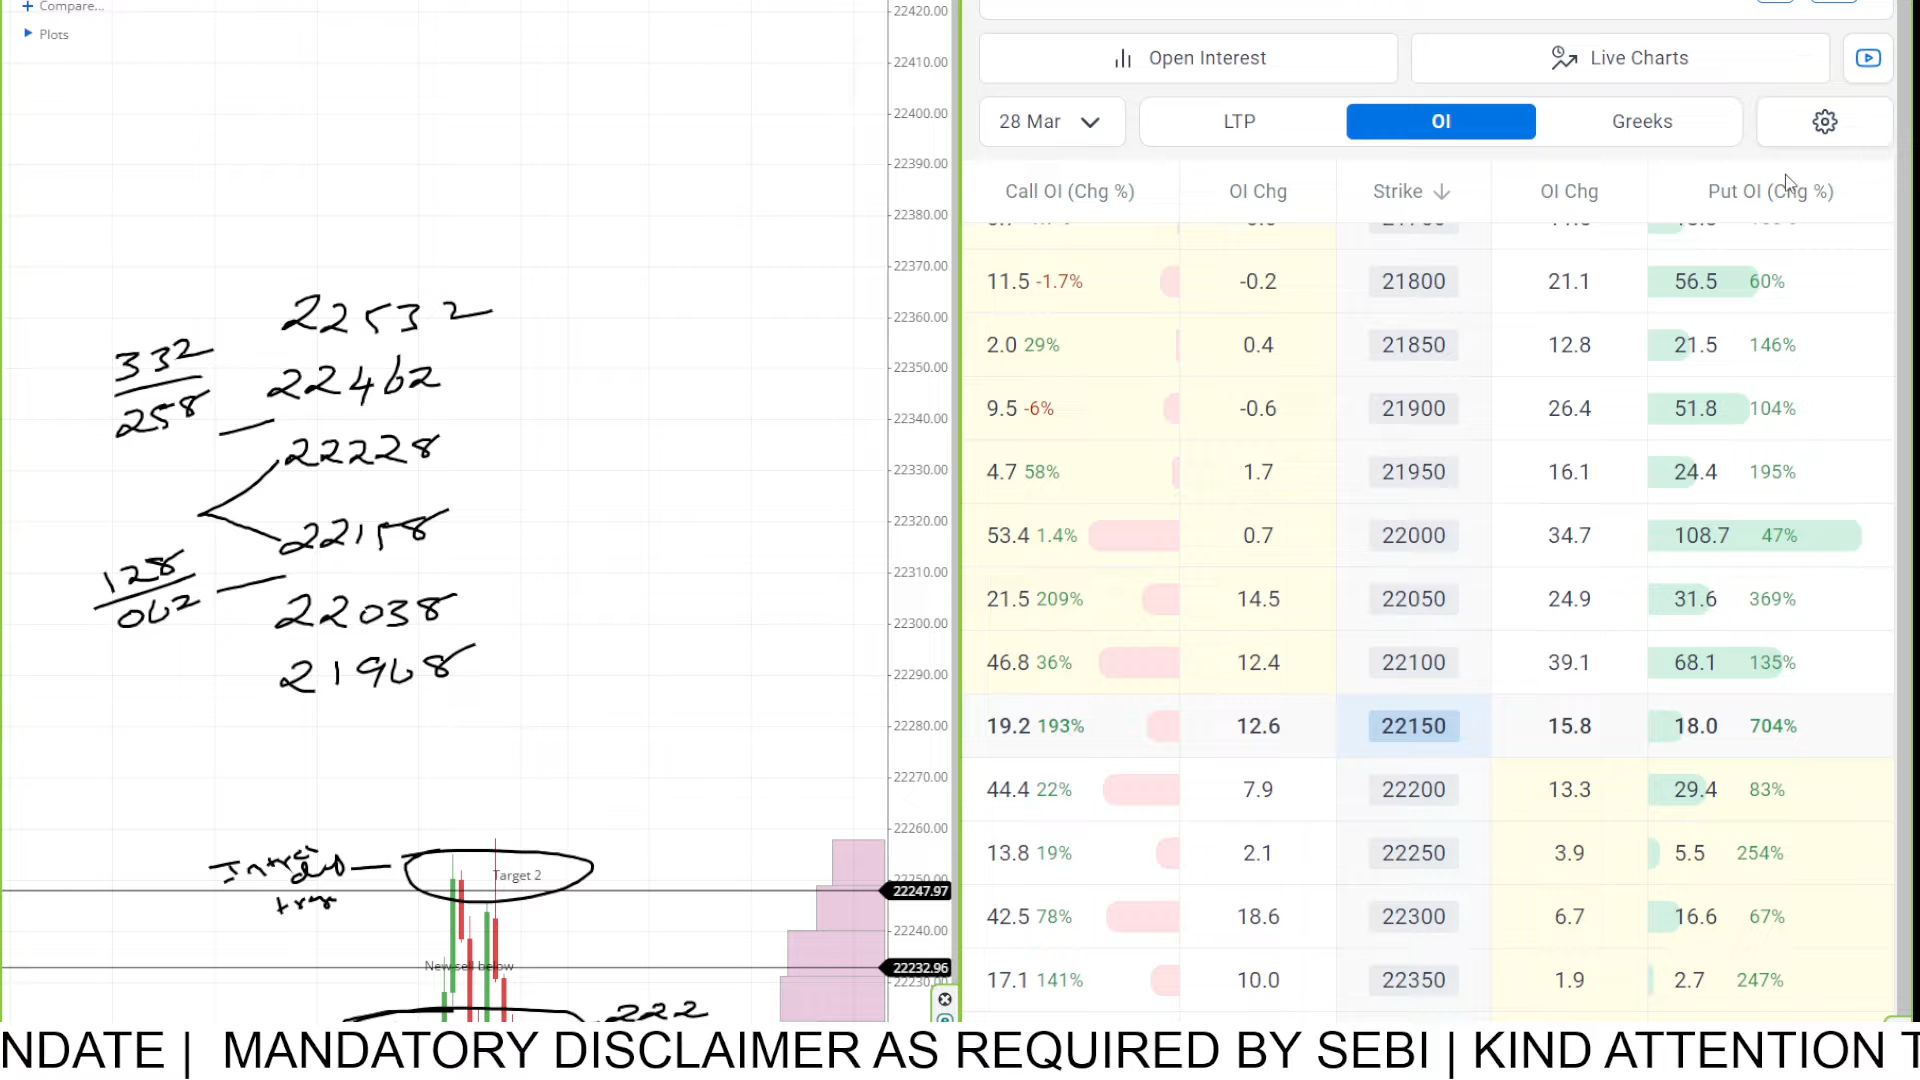 Compare...
Plots
22420.00
22410.00
22400.00
22390.00
22380.00
22370.00
22360.00
22350.00
22340.00
22330.00
22320.00
22310.00
22300.00
22290.00
22280.00
22270.00
22260.00
22247.97
22240.00
22232.96
22230.00
22532
332
22462
258
22228
22158
128
062
22038
21968
Target 2
New sell below
222
Open Interest Live Charts
28 Mar LTP OI Greeks
Call OI (Chg %) OI Chg Strike OI Chg Put OI (Chg %)
11.5 -1.7% -0.2 21800 21.1 56.5 60%
2.0 29% 0.4 21850 12.8 21.5 146%
9.5 -6% -0.6 21900 26.4 51.8 104%
4.7 58% 1.7 21950 16.1 24.4 195%
53.4 1.4% 0.7 22000 34.7 108.7 47%
21.5 209% 14.5 22050 24.9 31.6 369%
46.8 36% 12.4 22100 39.1 68.1 135%
19.2 193% 12.6 22150 15.8 18.0 704%
44.4 22% 7.9 22200 13.3 29.4 83%
13.8 19% 2.1 22250 3.9 5.5 254%
42.5 78% 18.6 22300 6.7 16.6 67%
17.1 141% 10.0 22350 1.9 2.7 247%
NDATE | MANDATORY DISCLAIMER AS REQUIRED BY SEBI | KIND ATTENTION T